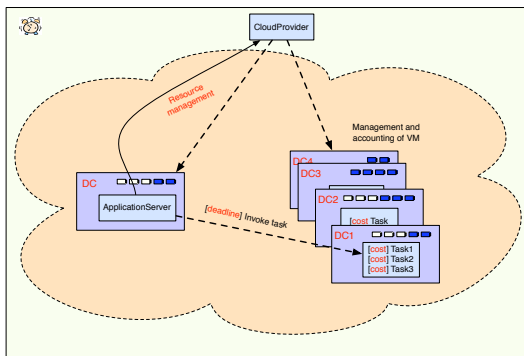 CloudProvider
Resource
management
Management and
accounting of VM
DC4
DC3
DC
DC2
ApplicationServer
[cost] Task
[deadline] Invoke task
DC1
[cost] Task1
[cost] Task2
[cost] Task3